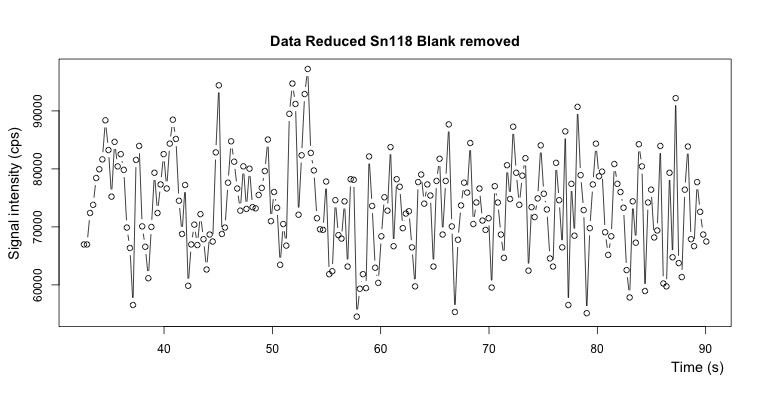 Data Reduced Sn118 Blank removed
Signal intensity (cps)
90000
80000
70000
60000
40 50 60 70 80 90
Time (s)